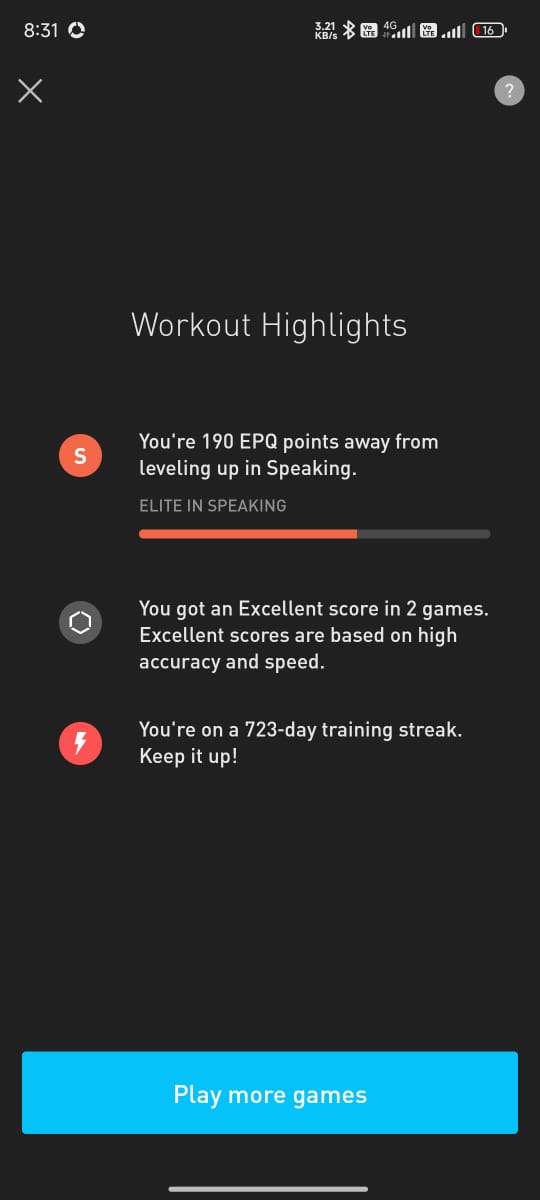 8:31 3.21 KB/s Vo LTE 4G Vo LTE 16
?
Workout Highlights
S
You're 190 EPQ points away from
leveling up in Speaking.
ELITE IN SPEAKING
You got an Excellent score in 2 games.
Excellent scores are based on high
accuracy and speed.
You're on a 723-day training streak.
Keep it up!
Play more games